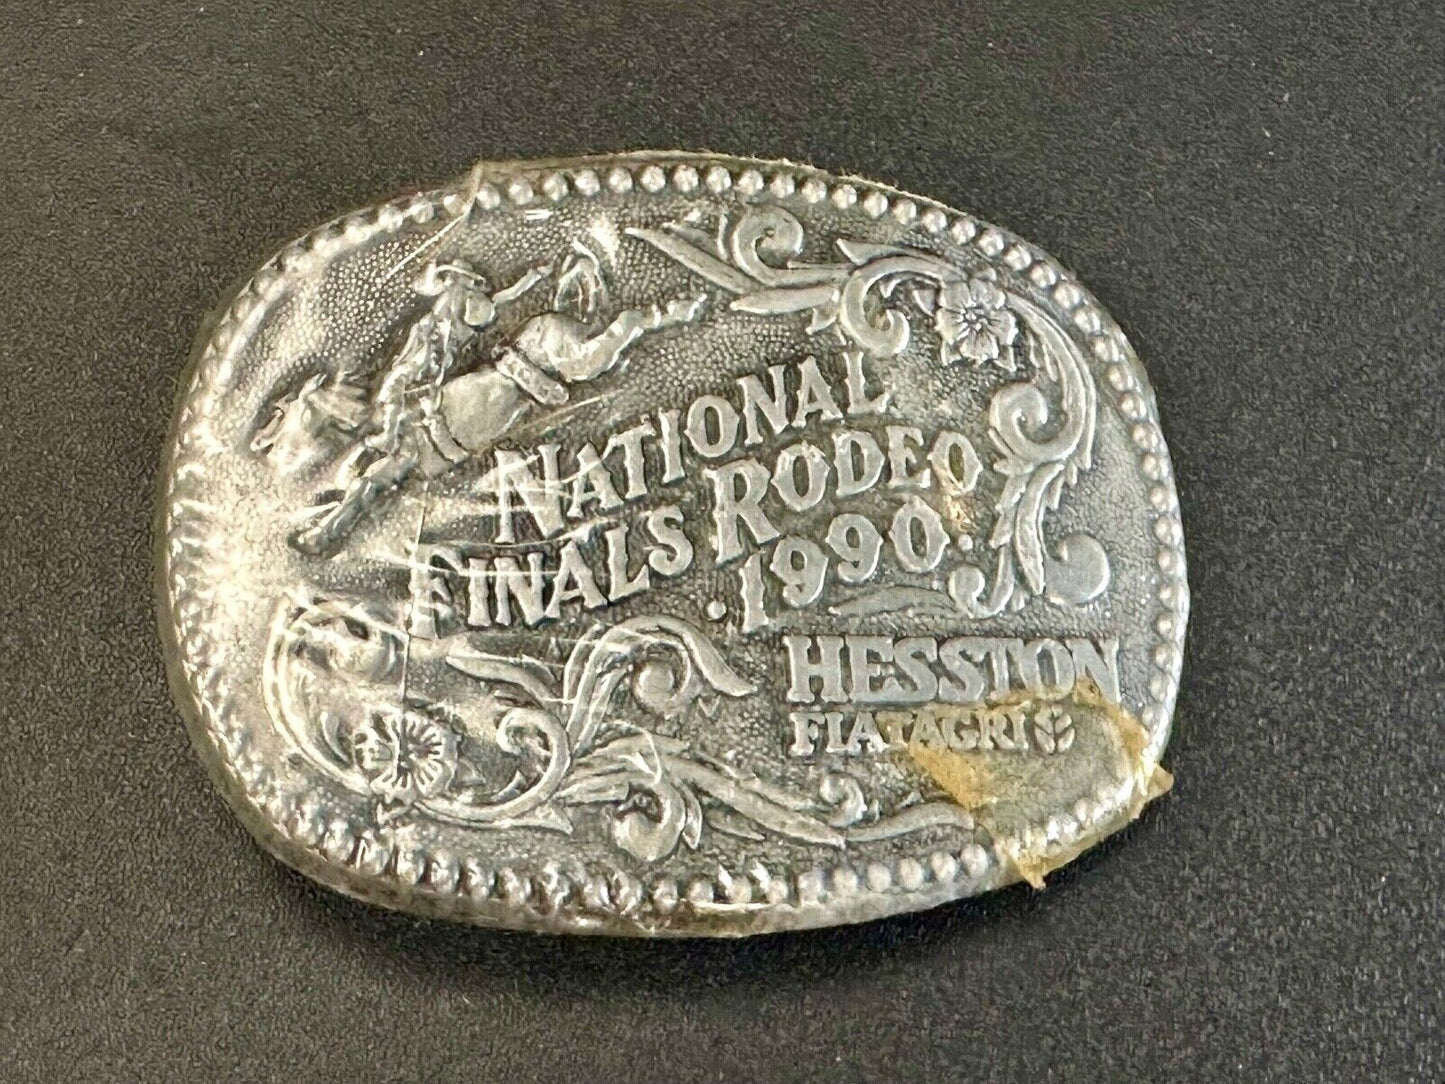 NATIONAL
FINALS RODEO
.1990.
HESSTON
FIATAGRI